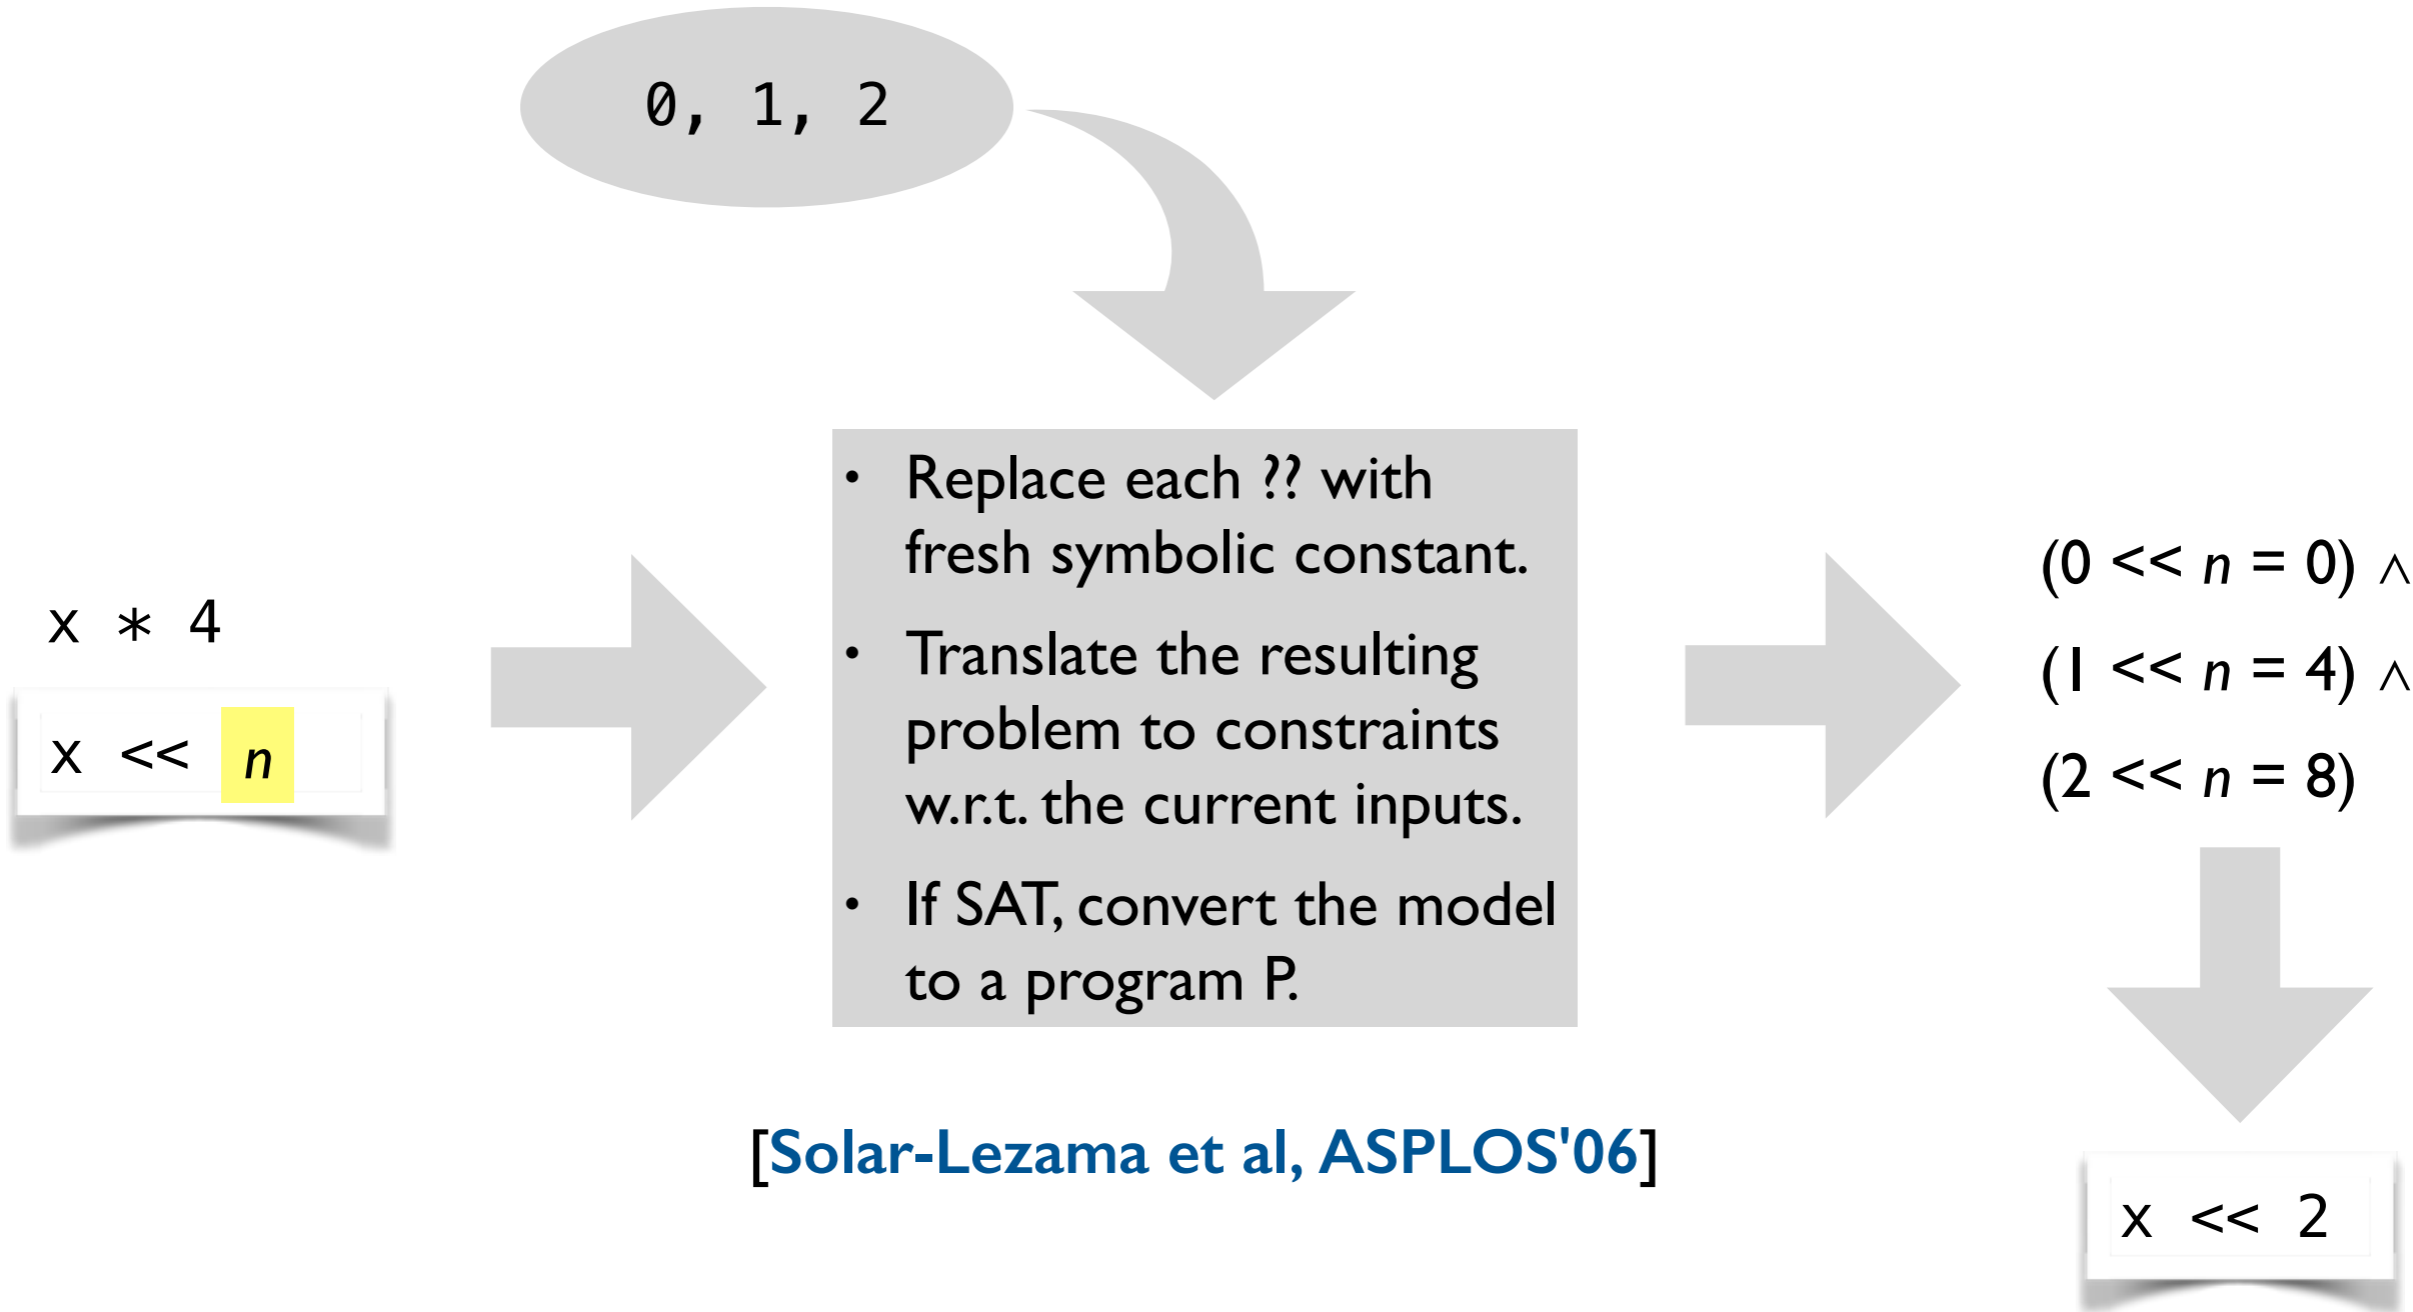 0, 1, 2
x * 4
x << n
• Replace each ?? with
fresh symbolic constant.
• Translate the resulting
problem to constraints
w.r.t. the current inputs.
• If SAT, convert the model
to a program P.
(0 << n = 0) ∧
(1 << n = 4) ∧
(2 << n = 8)
[Solar-Lezama et al, ASPLOS'06]
x << 2